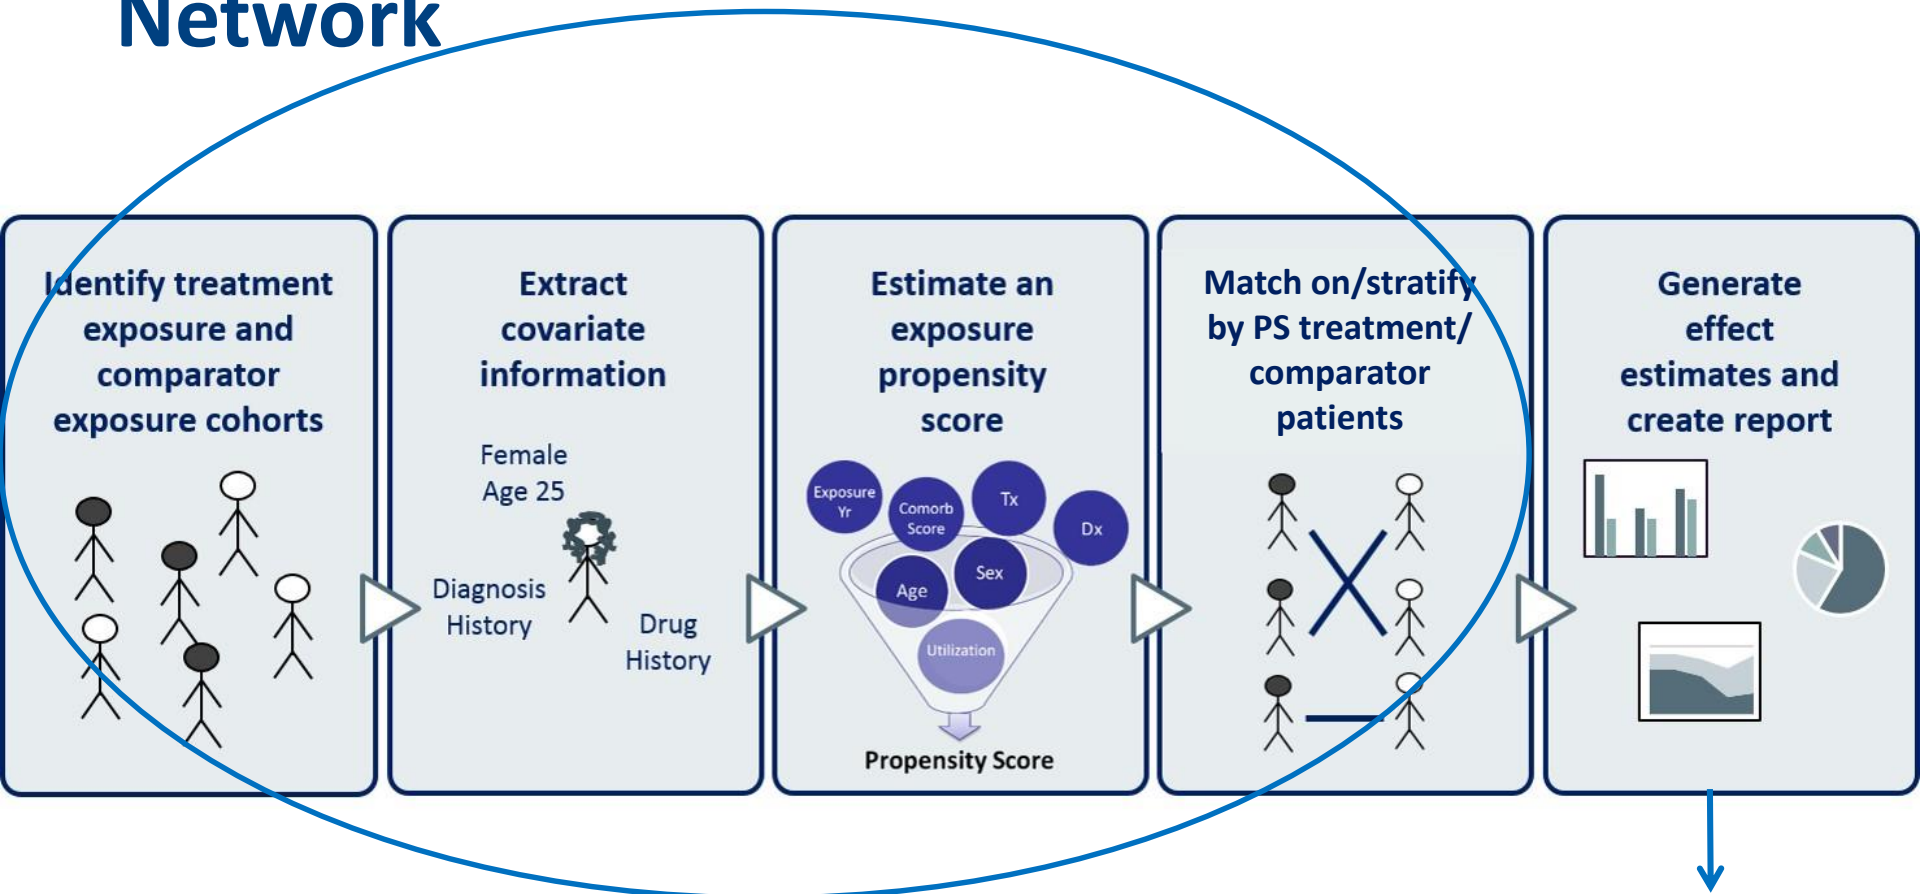 Network
Identify treatment
exposure and
comparator
exposure cohorts
Extract
covariate
information
Female
Age 25
Diagnosis
History
Drug
History
Estimate an
exposure
propensity
score
Exposure
Yr
Comorb
Score
Tx
Dx
Age
Sex
Utilization
Propensity Score
Match on/stratify
by PS treatment/
comparator
patients
Generate
effect
estimates and
create report